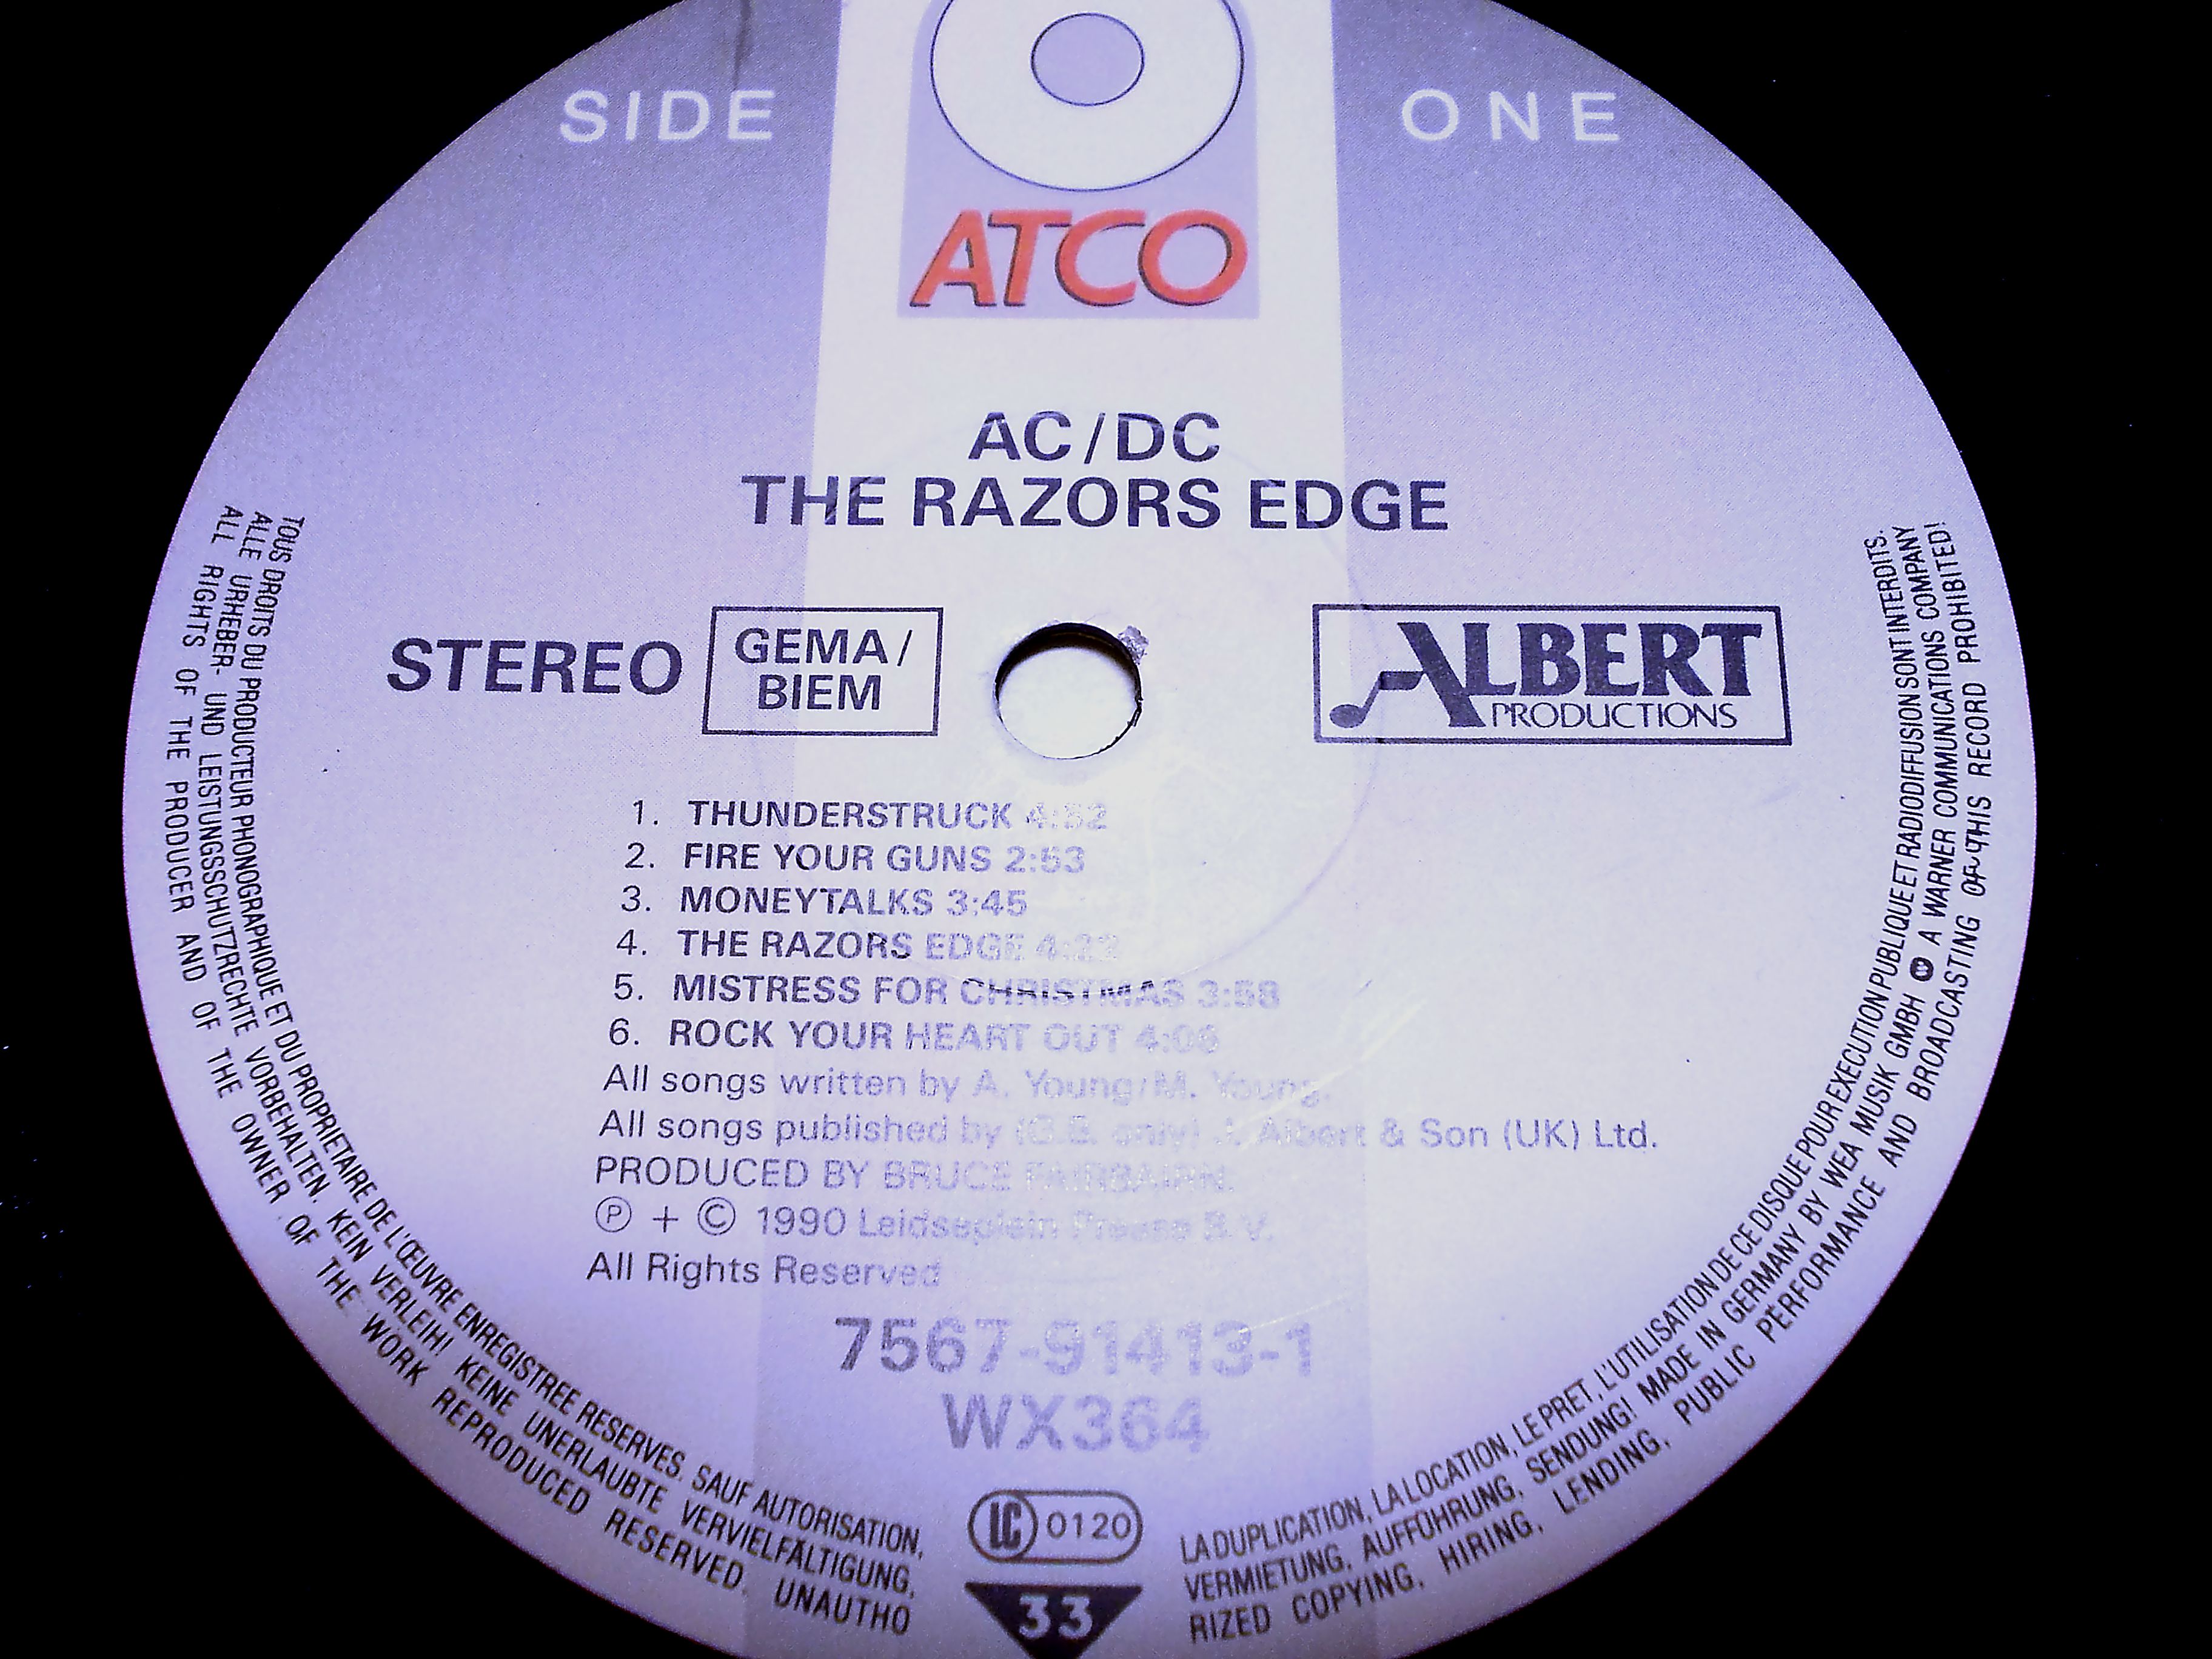 SIDE ONE
ATCO
AC/DC
THE RAZORS EDGE
STEREO
GEMA/
BIEM
ALBERT
PRODUCTIONS
1. THUNDERSTRUCK 4:52
2. FIRE YOUR GUNS 2:53
3. MONEYTALKS 3:45
4. THE RAZORS EDGE 4:22
5. MISTRESS FOR CHRISTMAS 3:58
6. ROCK YOUR HEART OUT 4:06
All songs written by A. Young/M. Young.
All songs published by (G.B. only) J. Albert & Son (UK) Ltd.
PRODUCED BY BRUCE FAIRBAIRN.
Ⓟ + © 1990 Leidseplein Presse B.V.
All Rights Reserved
7567-91413-1
WX364
LC 0120
33
TOUS DROITS DU PRODUCTEUR PHONOGRAPHIQUE ET DU PROPRIETAIRE DE L'ŒUVRE ENREGISTREE RESERVES. SAUF AUTORISATION, LA DUPLICATION, LA LOCATION, LE PRET, L'UTILISATION DE CE DISQUE POUR EXECUTION PUBLIQUE ET RADIODIFFUSION SONT INTERDITS.
ALLE URHEBER- UND LEISTUNGSSCHUTZRECHTE VORBEHALTEN. KEIN VERLEIH! KEINE UNERLAUBTE VERVIELFÄLTIGUNG, VERMIETUNG, AUFFÜHRUNG, SENDUNG! MADE IN GERMANY BY WEA MUSIK GMBH A WARNER COMMUNICATIONS COMPANY
ALL RIGHTS OF THE PRODUCER AND OF THE OWNER OF THE WORK REPRODUCED RESERVED. UNAUTHORIZED COPYING, HIRING, LENDING, PUBLIC PERFORMANCE AND BROADCASTING OF THIS RECORD PROHIBITED!